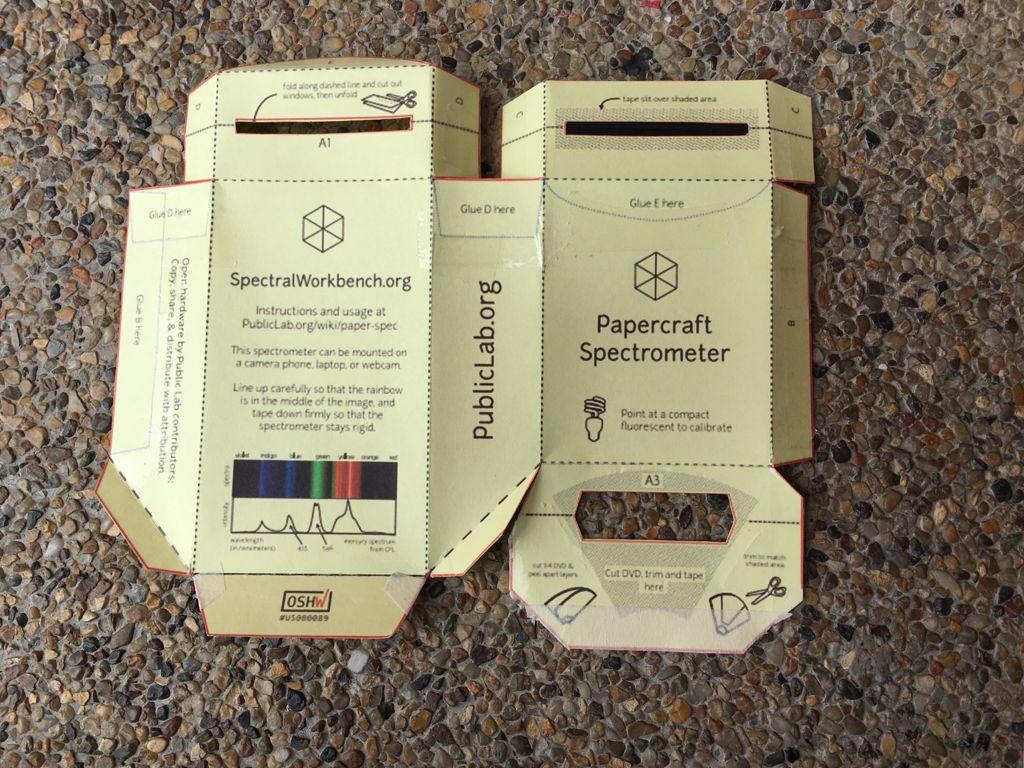 D
fold along dashed line and cut out
windows, then unfold
D
A1
C
tape slit over shaded area
C
Glue D here
Glue D here
Glue E here
SpectralWorkbench.org
Instructions and usage at
PublicLab.org/wiki/paper-spec
This spectrometer can be mounted on
a camera phone, laptop, or webcam.
Line up carefully so that the rainbow
is in the middle of the image, and
tape down firmly so that the
spectrometer stays rigid.
Glue B here
Open hardware by Public Lab contributors:
Copy, share, & distribute with attribution.
PublicLab.org
Papercraft
Spectrometer
Point at a compact
fluorescent to calibrate
B
violet indigo blue green yellow orange red
spectra
intensity
wavelength
(in nanometers)
435
546
mercury spectrum
from CFL
A3
cut 1/4 DVD &
peel apart layers
Cut DVD, trim and tape
here
trim to match
shaded area
OSHW
#US000089